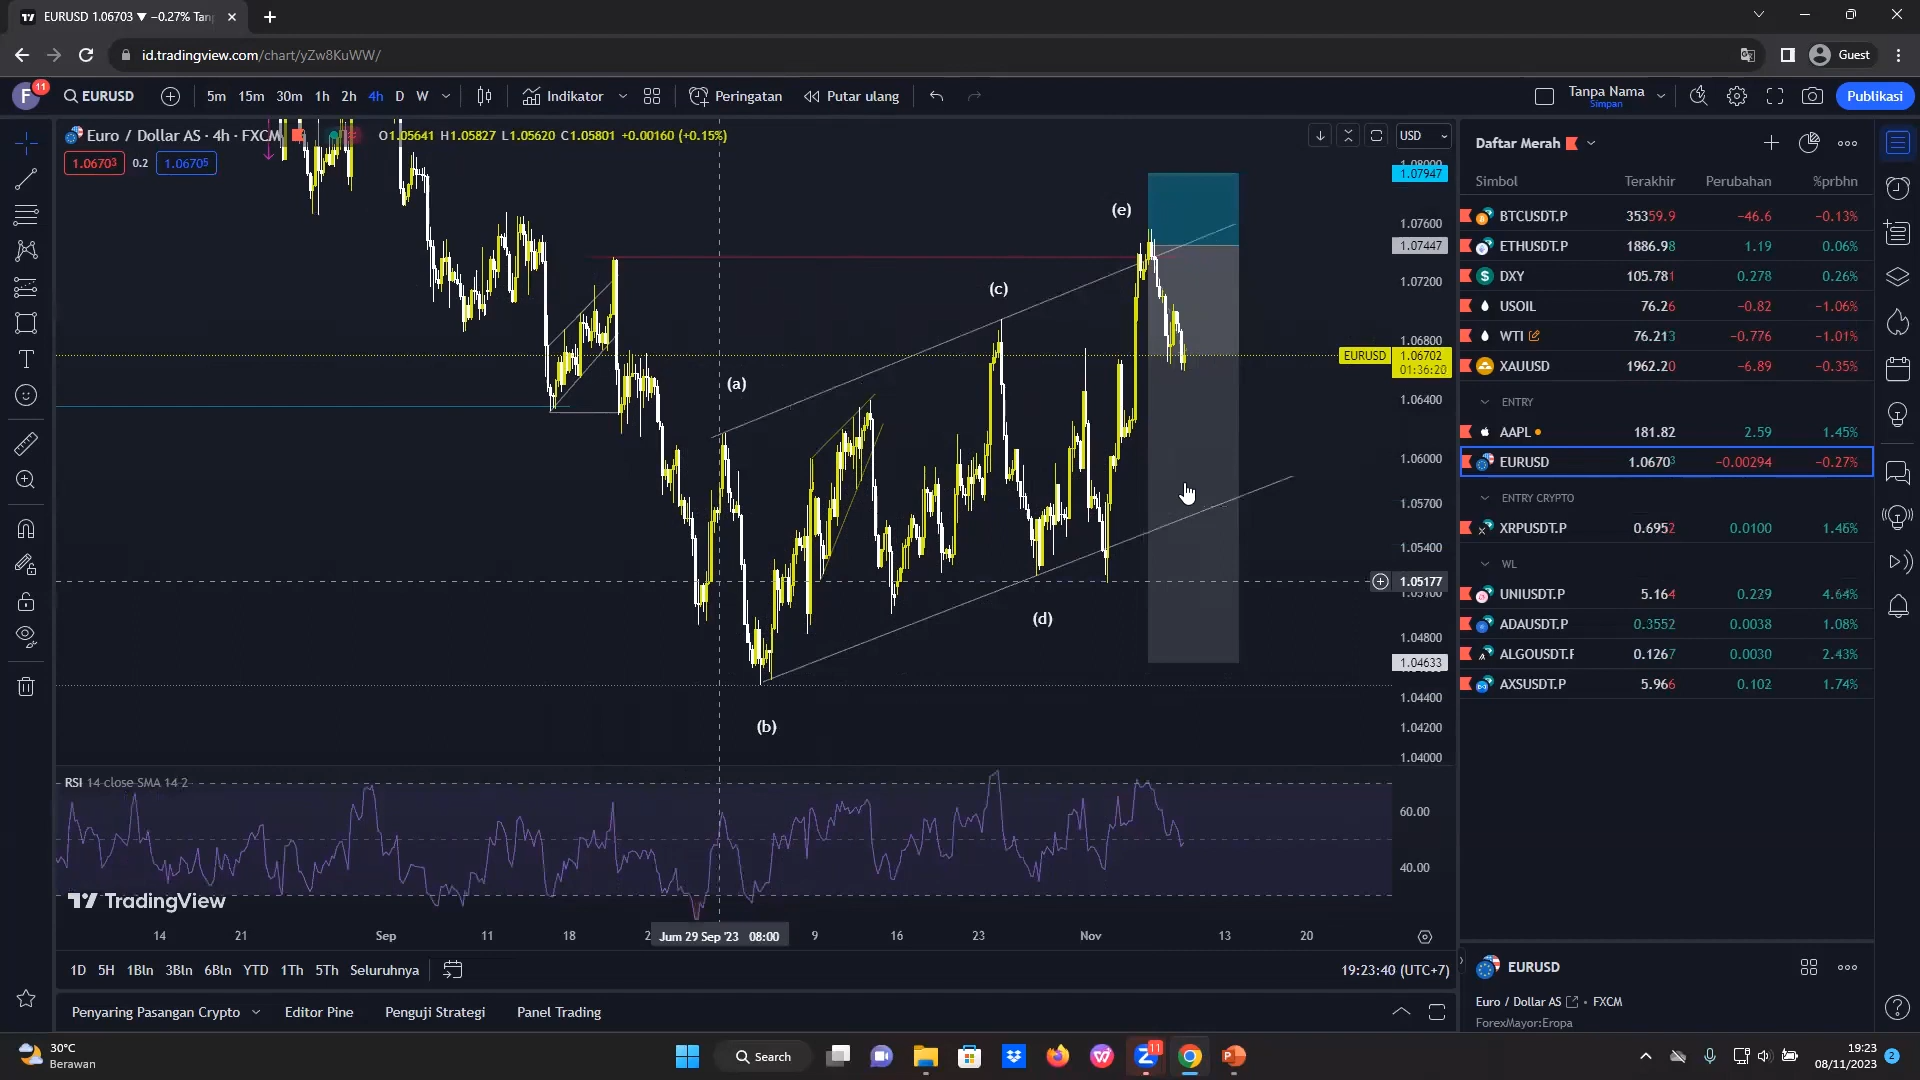 EURUSD 1.06703 ▼ −0.27% Tan
id.tradingview.com/chart/yZw8KuWW/
Guest
F 11
EURUSD
5m 15m 30m 1h 2h 4h D W
Indikator
Peringatan
Putar ulang
Tanpa Nama
Simpan
Publikasi
Euro / Dollar AS · 4h · FXCM
O1.05641 H1.05827 L1.05620 C1.05801 +0.00160 (+0.15%)
1.06703 0.2 1.06705
USD
1.08000
1.07947
1.07600
1.07447
1.07200
1.06800
EURUSD 1.06702
01:36:20
1.06400
1.06000
1.05700
1.05400
1.05177
1.05100
1.04800
1.04633
1.04400
1.04200
1.04000
(a)
(b)
(c)
(d)
(e)
RSI 14 close SMA 14 2
60.00
40.00
TradingView
14 21 Sep 11 18 2 Jum 29 Sep '23 08:00 9 16 23 Nov 13 20
1D 5H 1Bln 3Bln 6Bln YTD 1Th 5Th Seluruhnya
19:23:40 (UTC+7)
Penyaring Pasangan Crypto Editor Pine Penguji Strategi Panel Trading
Daftar Merah
Simbol Terakhir Perubahan %prbhn
BTCUSDT.P 35359.9 −46.6 −0.13%
ETHUSDT.P 1886.98 1.19 0.06%
DXY 105.781 0.278 0.26%
USOIL 76.26 −0.82 −1.06%
WTI 76.213 −0.776 −1.01%
XAUUSD 1962.20 −6.89 −0.35%
ENTRY
AAPL 181.82 2.59 1.45%
EURUSD 1.06703 −0.00294 −0.27%
ENTRY CRYPTO
XRPUSDT.P 0.6952 0.0100 1.46%
WL
UNIUSDT.P 5.164 0.229 4.64%
ADAUSDT.P 0.3552 0.0038 1.08%
ALGOUSDT.F 0.1267 0.0030 2.43%
AXSUSDT.P 5.966 0.102 1.74%
EURUSD
Euro / Dollar AS • FXCM
ForexMayor:Eropa
30°C
Berawan
Search
11
19:23
08/11/2023
2